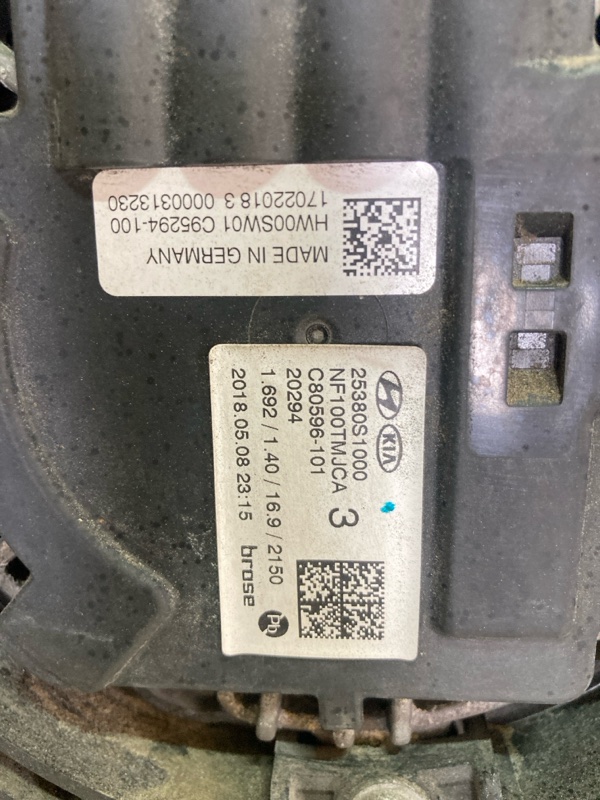 MADE IN GERMANY
HW00SW01 C95294-100
17022018 3 0000313230
KIA
25380S1000
NF100TMJCA 3
C80596-101
20294
1.692 / 1.40 / 16.9 / 2150
2018.05.08 23:15 brose
Pb